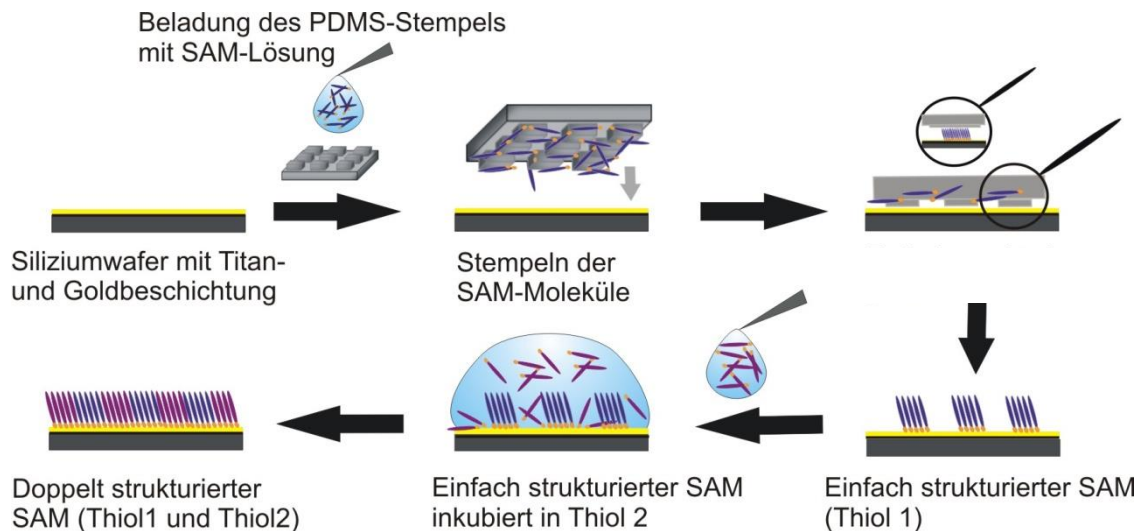 Beladung des PDMS-Stempels
mit SAM-Lösung
Siliziumwafer mit Titan-
und Goldbeschichtung
Stempeln der
SAM-Moleküle
Doppelt strukturierter
SAM (Thiol1 und Thiol2)
Einfach strukturierter SAM
inkubiert in Thiol 2
Einfach strukturierter SAM
(Thiol 1)